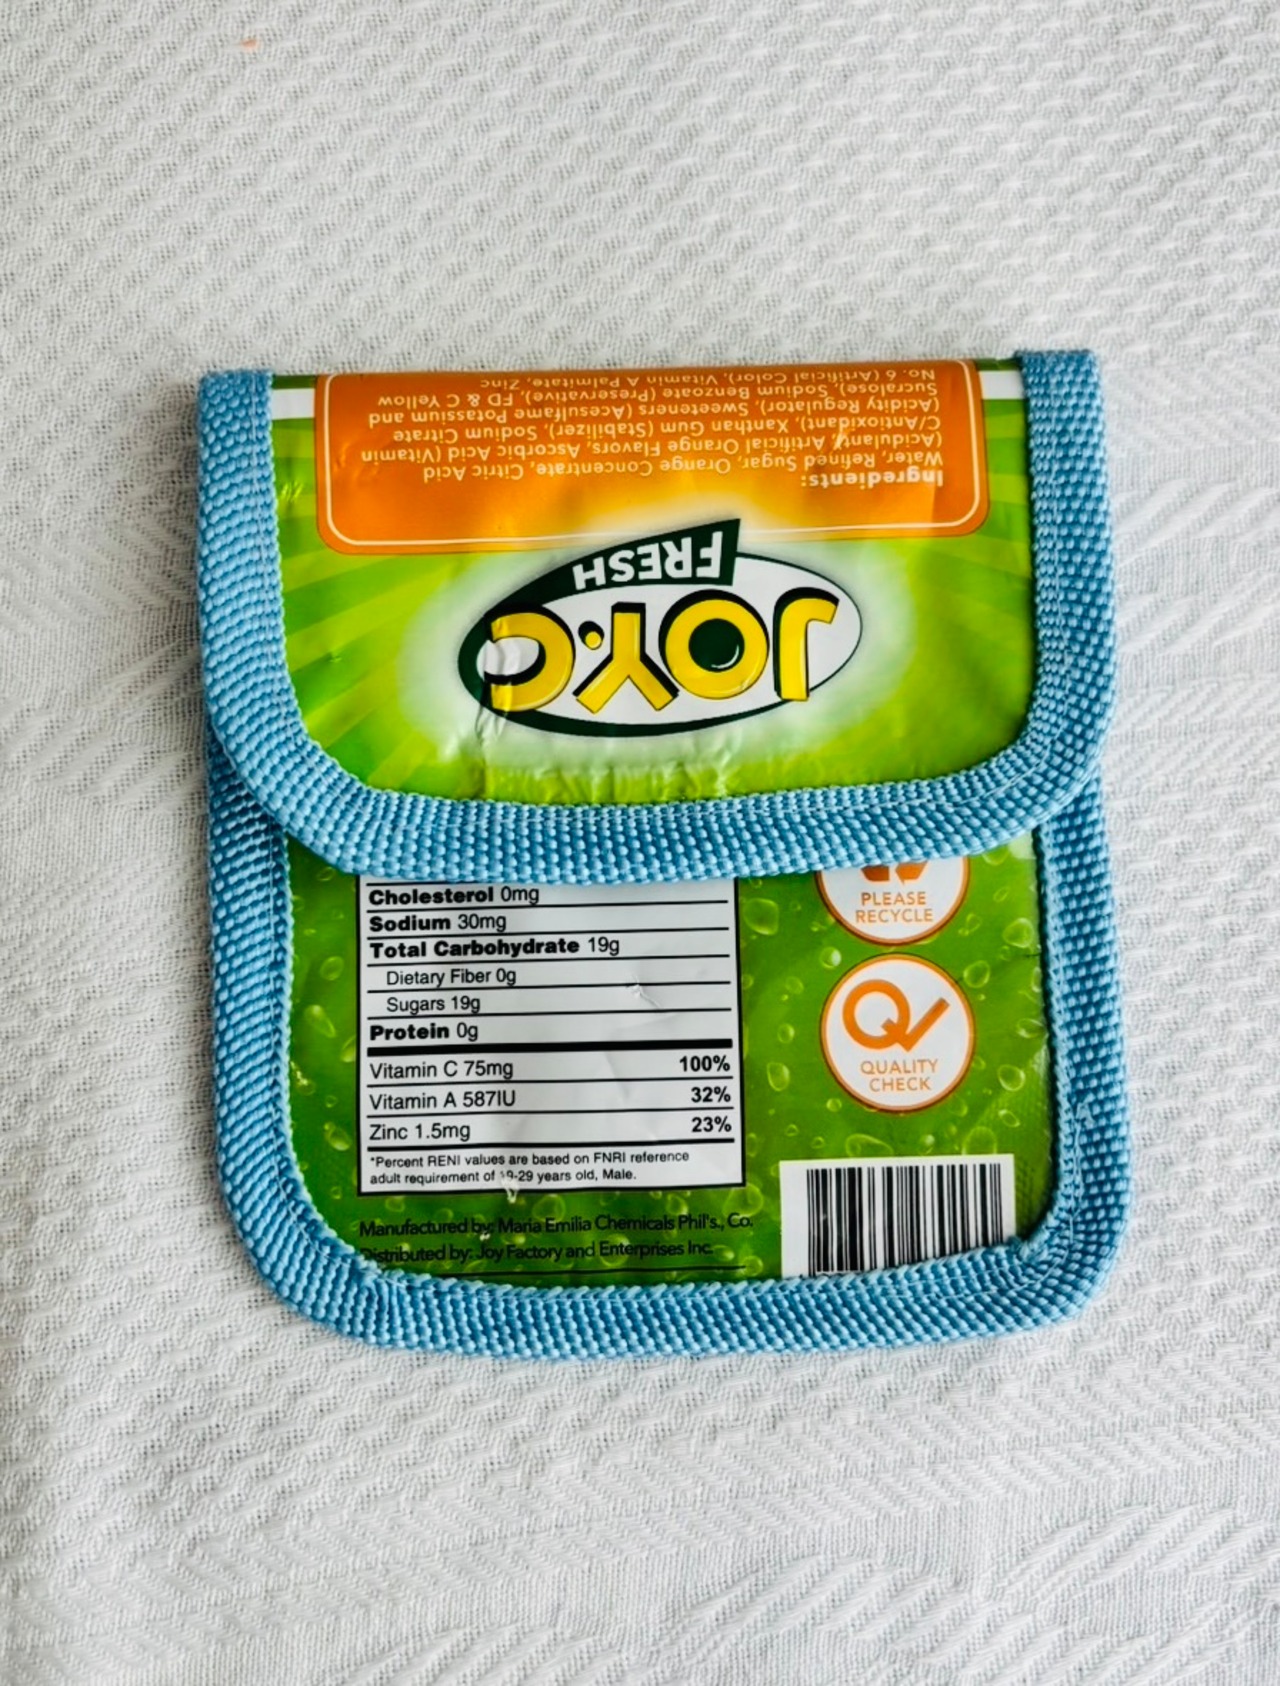 Ingredients:
Water, Refined Sugar, Orange Concentrate, Citric Acid
(Acidulant), Artificial Orange Flavors, Ascorbic Acid (Vitamin
C/Antioxidant), Xanthan Gum (Stabilizer), Sodium Citrate
(Acidity Regulator), Sweeteners (Acesulfame Potassium and
Sucralose), Sodium Benzoate (Preservative), FD & C Yellow
No. 6 (Artificial Color), Vitamin A Palmitate, Zinc
FRESH
JOY.C
Cholesterol 0mg
Sodium 30mg
Total Carbohydrate 19g
Dietary Fiber 0g
Sugars 19g
Protein 0g
Vitamin C 75mg 100%
Vitamin A 587IU 32%
Zinc 1.5mg 23%
*Percent RENI values are based on FNRI reference
adult requirement of 19-29 years old, Male.
Manufactured by: Maria Emilia Chemicals Phil's., Co.
Distributed by: Joy Factory and Enterprises Inc.
PLEASE
RECYCLE
QUALITY
CHECK